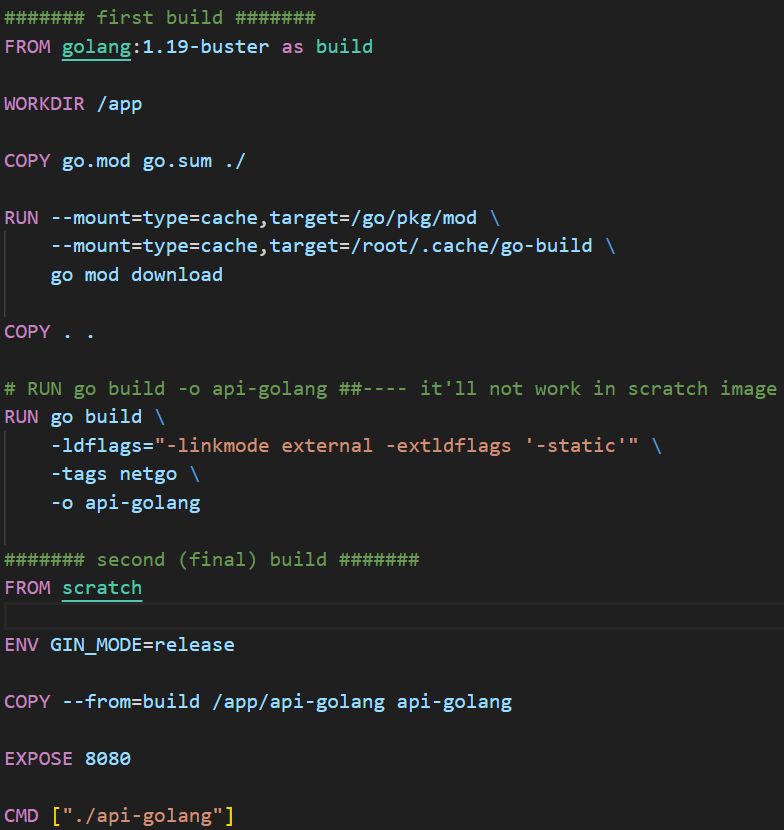 ####### first build #######
FROM golang:1.19-buster as build
WORKDIR /app
COPY go.mod go.sum ./
RUN --mount=type=cache,target=/go/pkg/mod \
    --mount=type=cache,target=/root/.cache/go-build \
    go mod download
COPY . .
# RUN go build -o api-golang ##---- it'll not work in scratch image
RUN go build \
    -ldflags="-linkmode external -extldflags '-static'" \
    -tags netgo \
    -o api-golang
####### second (final) build #######
FROM scratch
ENV GIN_MODE=release
COPY --from=build /app/api-golang api-golang
EXPOSE 8080
CMD ["./api-golang"]